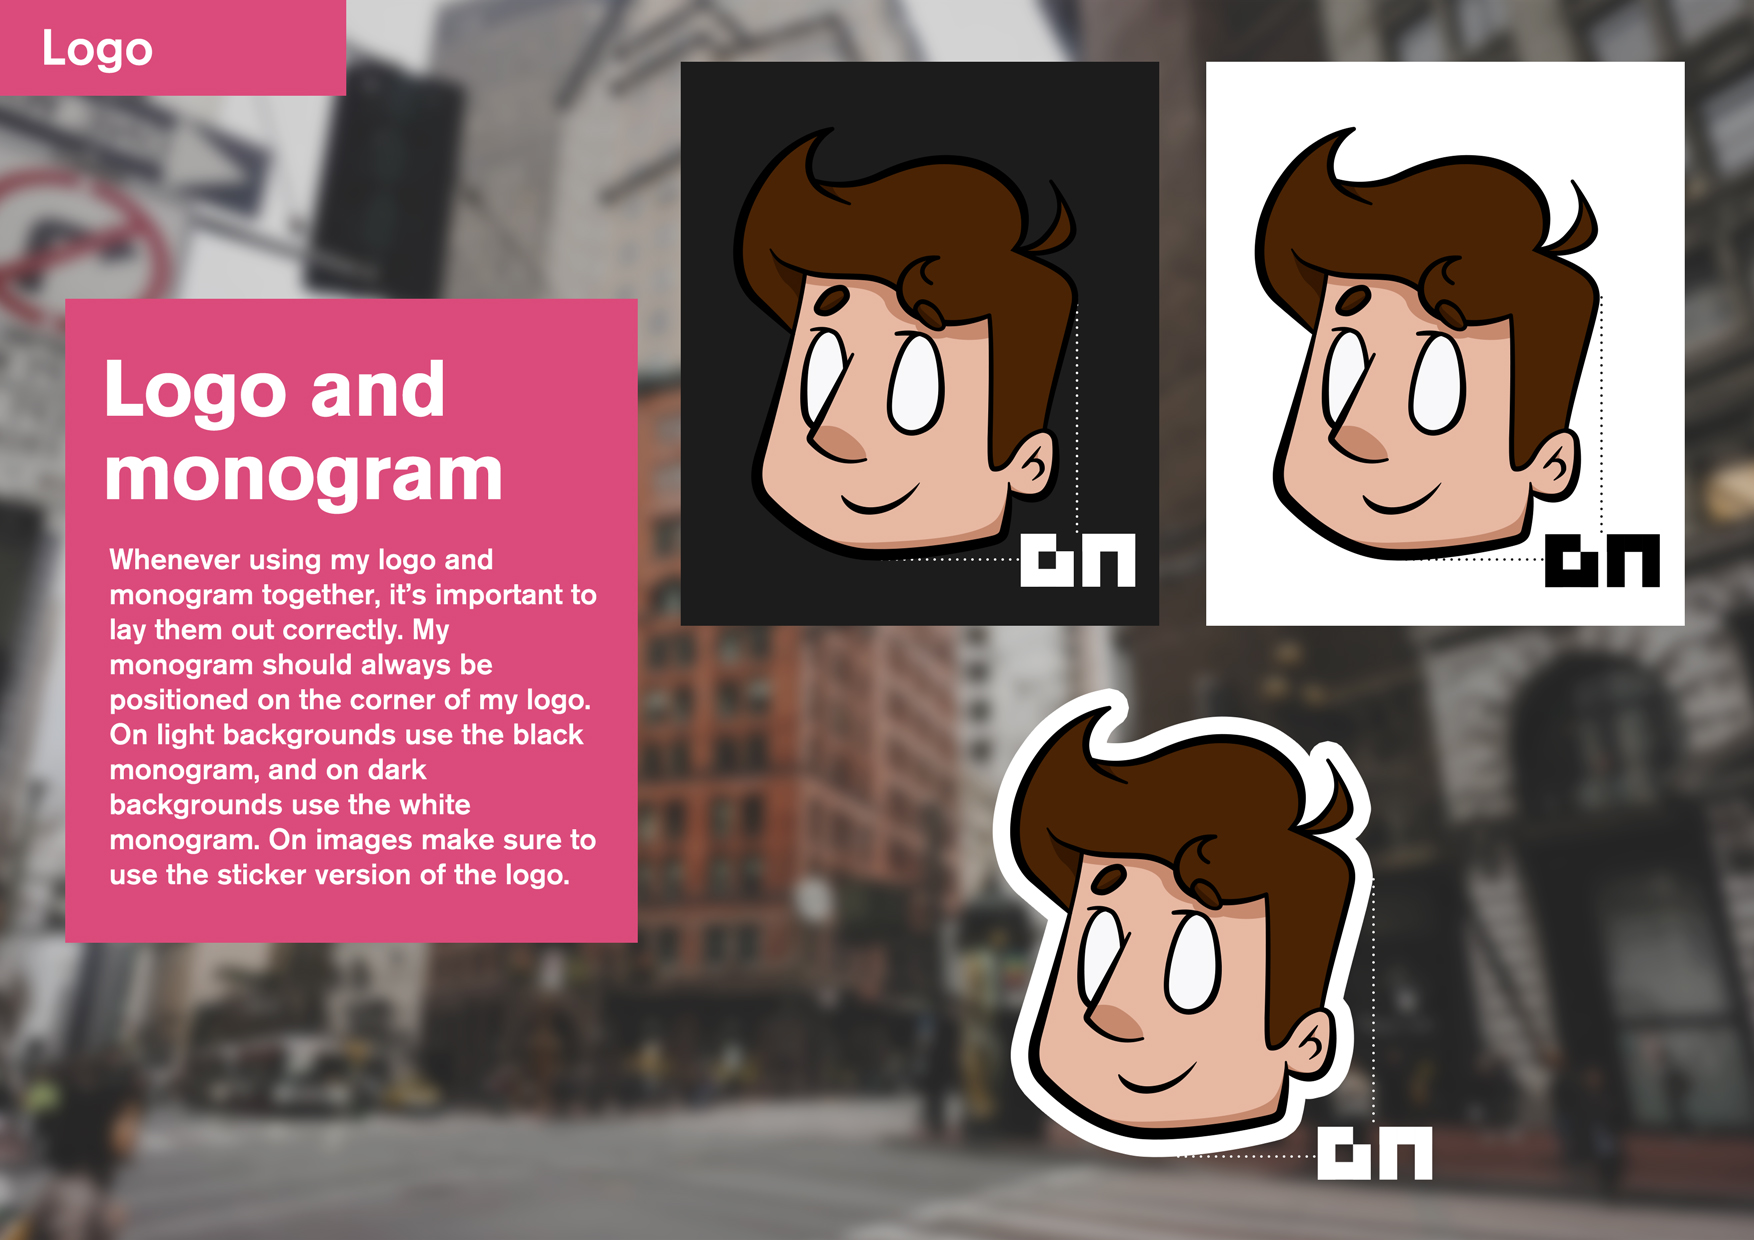 Logo
Logo and
monogram
Whenever using my logo and
monogram together, it’s important to
lay them out correctly. My
monogram should always be
positioned on the corner of my logo.
On light backgrounds use the black
monogram, and on dark
backgrounds use the white
monogram. On images make sure to
use the sticker version of the logo.